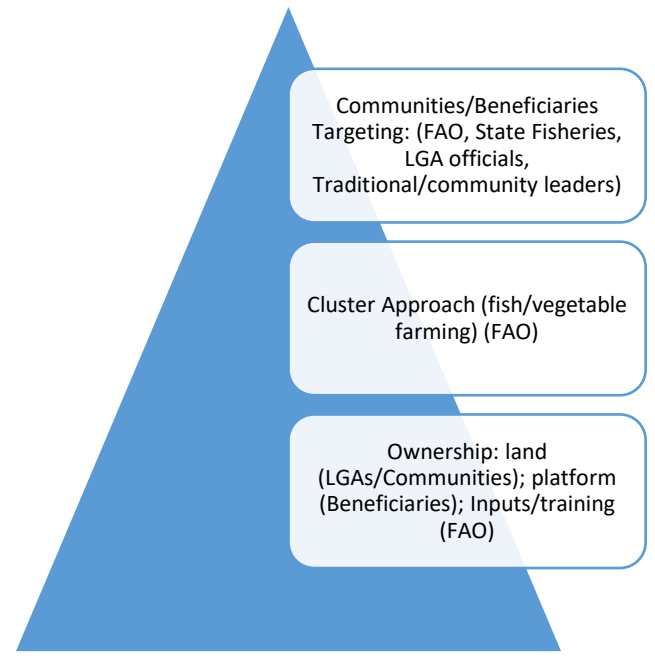 Communities/Beneficiaries
Targeting: (FAO, State Fisheries,
LGA officials,
Traditional/community leaders)
Cluster Approach (fish/vegetable
farming) (FAO)
Ownership: land
(LGAs/Communities); platform
(Beneficiaries); Inputs/training
(FAO)